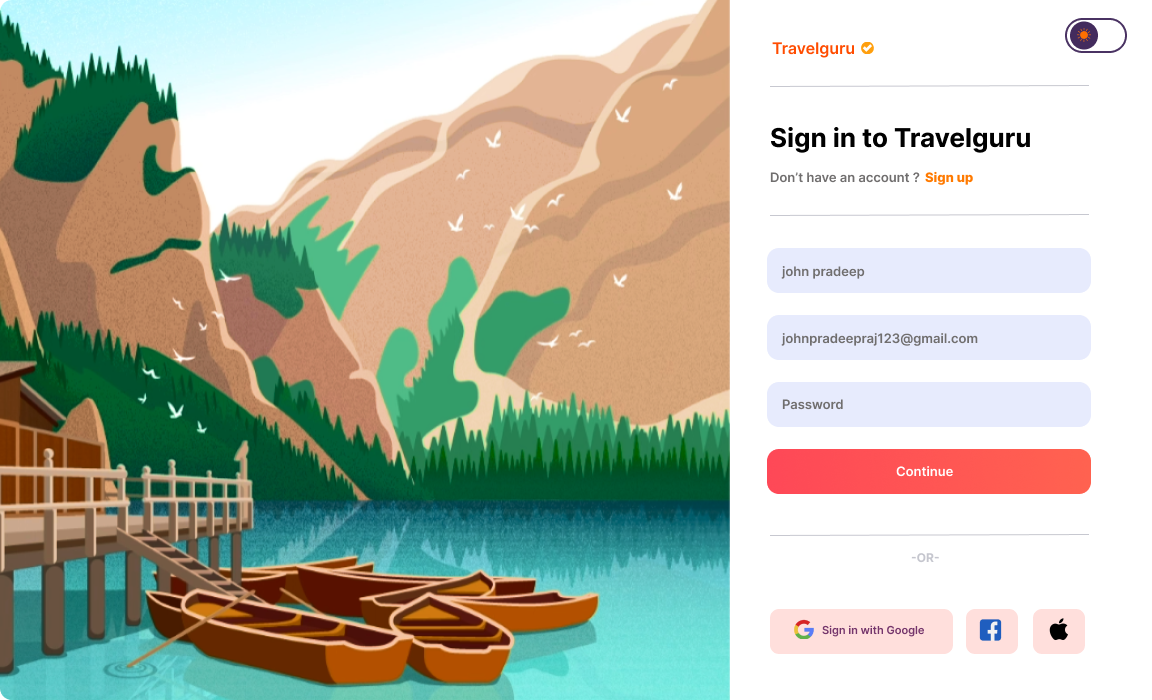 Travelguru
Sign in to Travelguru
Don't have an account ? Sign up
john pradeep
johnpradeepraj123@gmail.com
Password
Continue
-OR-
Sign in with Google